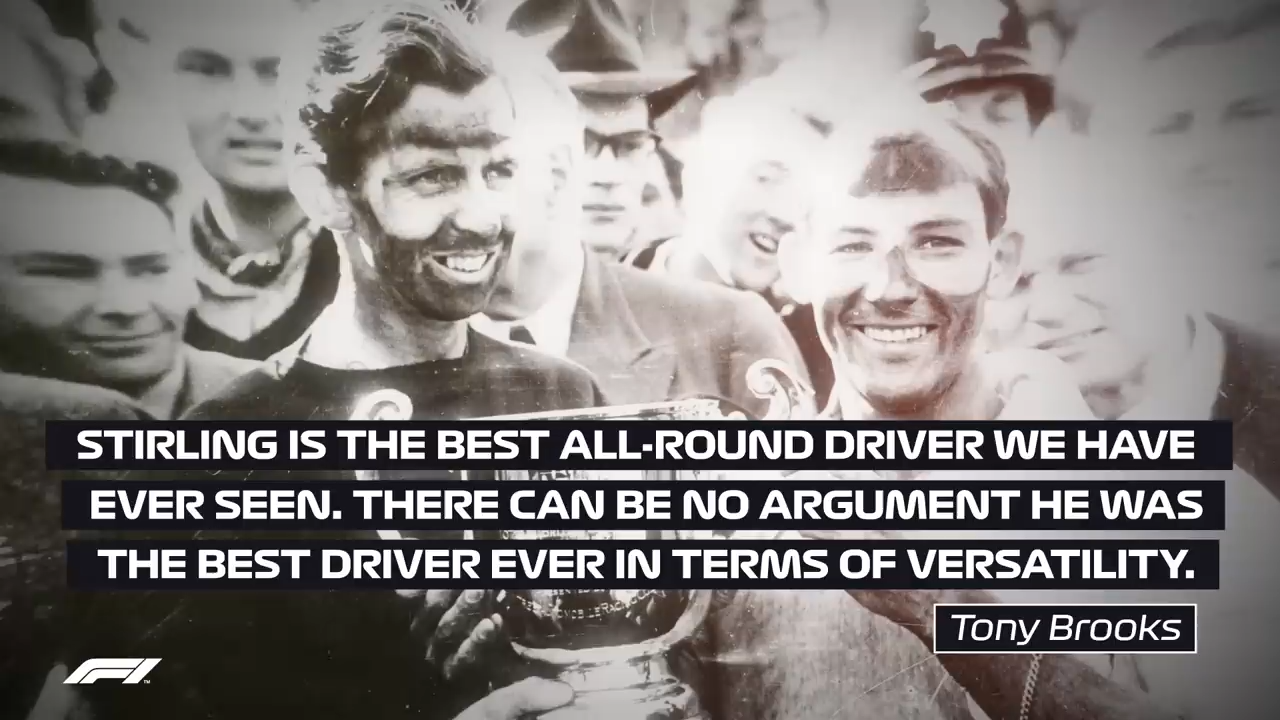 STIRLING IS THE BEST ALL-ROUND DRIVER WE HAVE
EVER SEEN. THERE CAN BE NO ARGUMENT HE WAS
THE BEST DRIVER EVER IN TERMS OF VERSATILITY.
Tony Brooks
F1